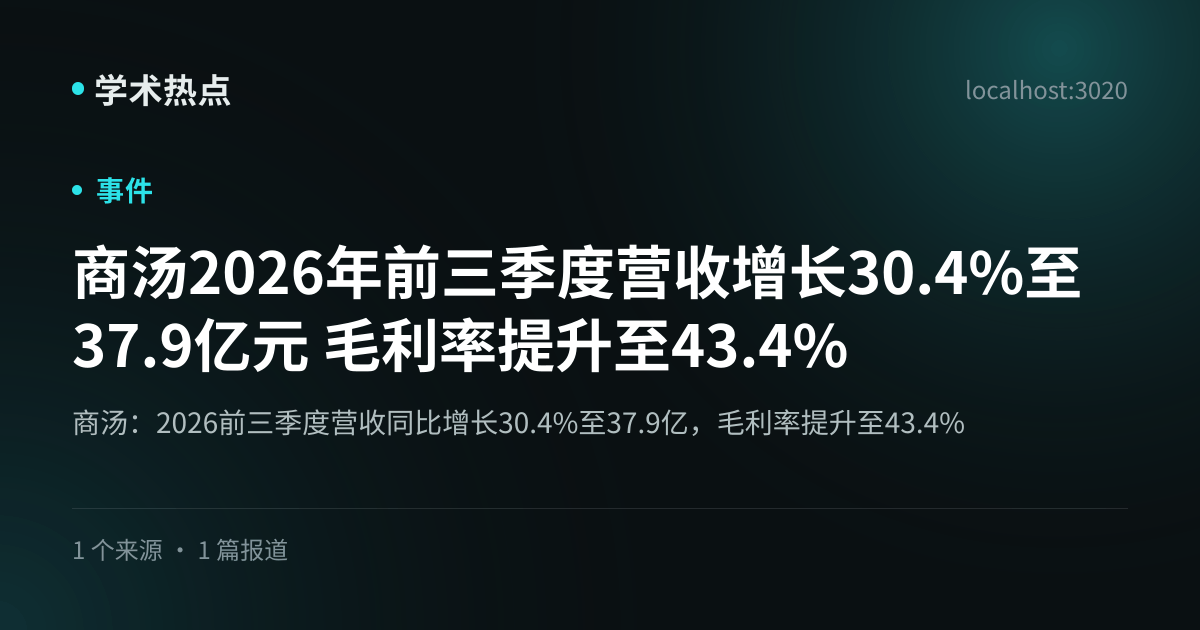 学术热点
localhost:3020
事件
商汤2026年前三季度营收增长30.4%至
37.9亿元 毛利率提升至43.4%
商汤：2026前三季度营收同比增长30.4%至37.9亿，毛利率提升至43.4%
1 个来源 · 1 篇报道